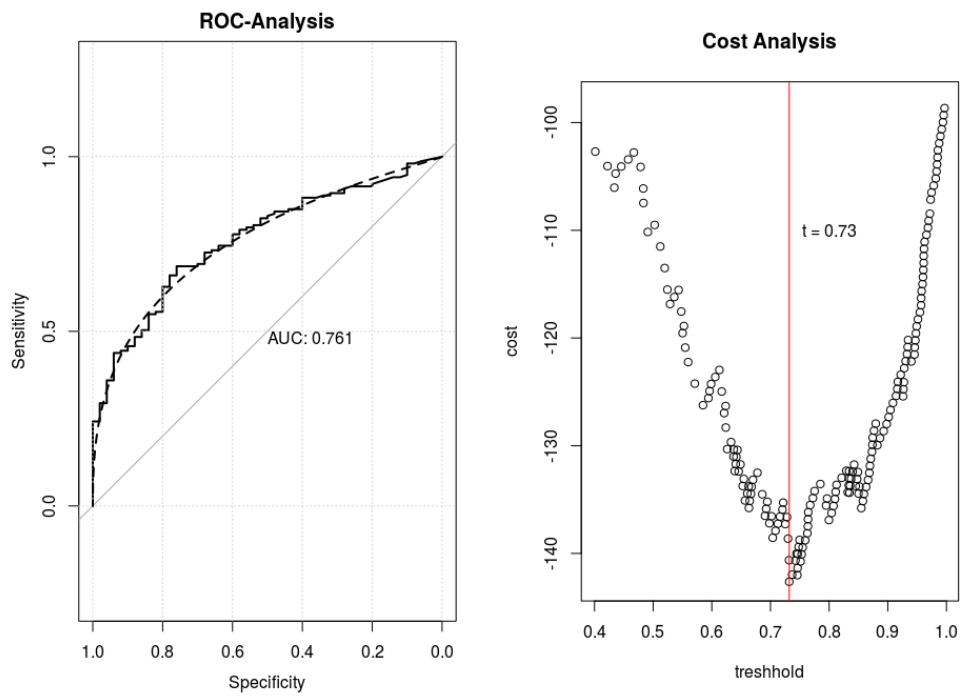 ROC-Analysis
1.0
0.5
0.0
Sensitivity
AUC: 0.761
1.0 0.8 0.6 0.4 0.2 0.0
Specificity
Cost Analysis
-100
-110
-120
-130
-140
cost
t = 0.73
0.4 0.5 0.6 0.7 0.8 0.9 1.0
treshhold